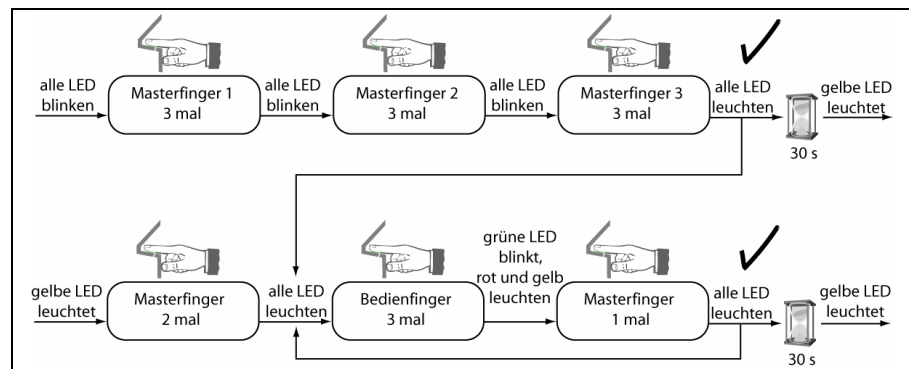 alle LED
blinken
Masterfinger 1
3 mal
alle LED
blinken
Masterfinger 2
3 mal
alle LED
blinken
Masterfinger 3
3 mal
alle LED
leuchten
30 s
gelbe LED
leuchtet
gelbe LED
leuchtet
Masterfinger
2 mal
alle LED
leuchten
Bedienfinger
3 mal
grüne LED
blinkt,
rot und gelb
leuchten
Masterfinger
1 mal
alle LED
leuchten
30 s
gelbe LED
leuchtet